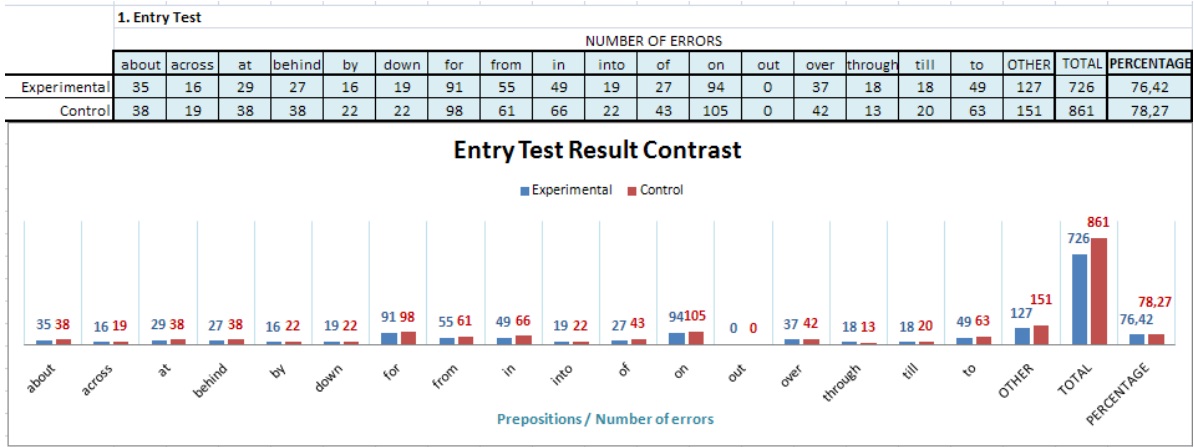 1. Entry Test
NUMBER OF ERRORS
about across at behind by down for from in into of on out over through till to OTHER TOTAL PERCENTAGE
Experimental 35 16 29 27 16 19 91 55 49 19 27 94 0 37 18 18 49 127 726 76,42
Control 38 19 38 38 22 22 98 61 66 22 43 105 0 42 13 20 63 151 861 78,27
Entry Test Result Contrast
Experimental Control
35 38 16 19 29 38 27 38 16 22 19 22 91 98 55 61 49 66 19 22 27 43 94 105 0 0 37 42 18 13 18 20 49 63 127 151 726 861 76,42 78,27
about across at behind by down for from in into of on out over through till to OTHER TOTAL PERCENTAGE
Prepositions / Number of errors